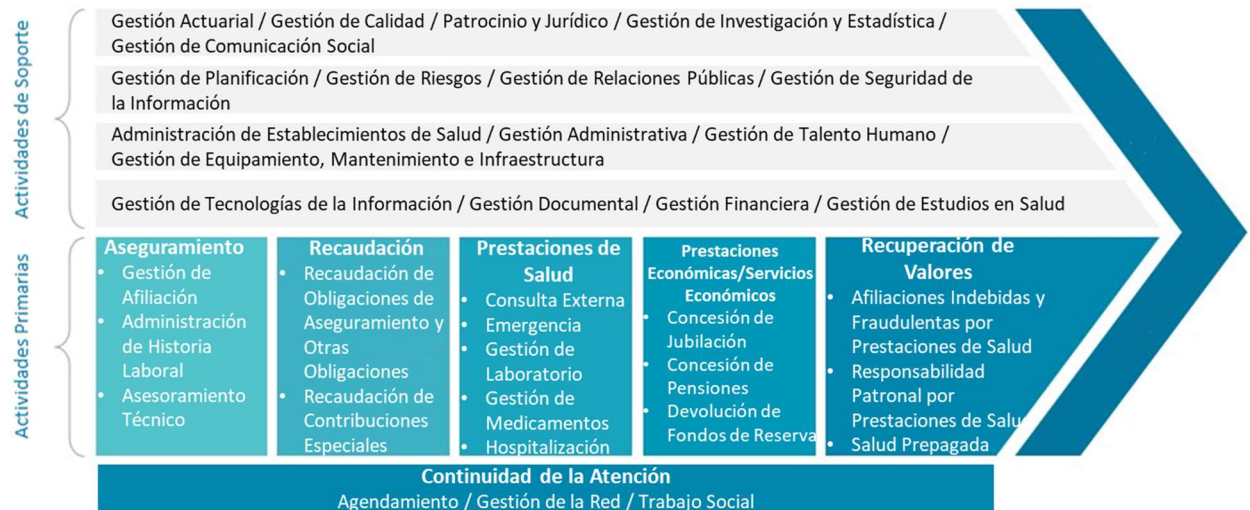 Actividades de Soporte
Gestión Actuarial / Gestión de Calidad / Patrocinio y Jurídico / Gestión de Investigación y Estadística /
Gestión de Comunicación Social
Gestión de Planificación / Gestión de Riesgos / Gestión de Relaciones Públicas / Gestión de Seguridad de
la Información
Administración de Establecimientos de Salud / Gestión Administrativa / Gestión de Talento Humano /
Gestión de Equipamiento, Mantenimiento e Infraestructura
Gestión de Tecnologías de la Información / Gestión Documental / Gestión Financiera / Gestión de Estudios en Salud
Actividades Primarias
Aseguramiento
• Gestión de
Afiliación
• Administración
de Historia
Laboral
• Asesoramiento
Técnico
Recaudación
• Recaudación de
Obligaciones de
Aseguramiento y
Otras
Obligaciones
• Recaudación de
Contribuciones
Especiales
Prestaciones de
Salud
• Consulta Externa
• Emergencia
• Gestión de
Laboratorio
• Gestión de
Medicamentos
• Hospitalización
Prestaciones
Económicas/Servicios
Económicos
• Concesión de
Jubilación
• Concesión de
Pensiones
• Devolución de
Fondos de Reserva
Recuperación de
Valores
• Afiliaciones Indebidas y
Fraudulentas por
Prestaciones de Salud
• Responsabilidad
Patronal por
Prestaciones de Salud
• Salud Prepagada
Continuidad de la Atención
Agendamiento / Gestión de la Red / Trabajo Social